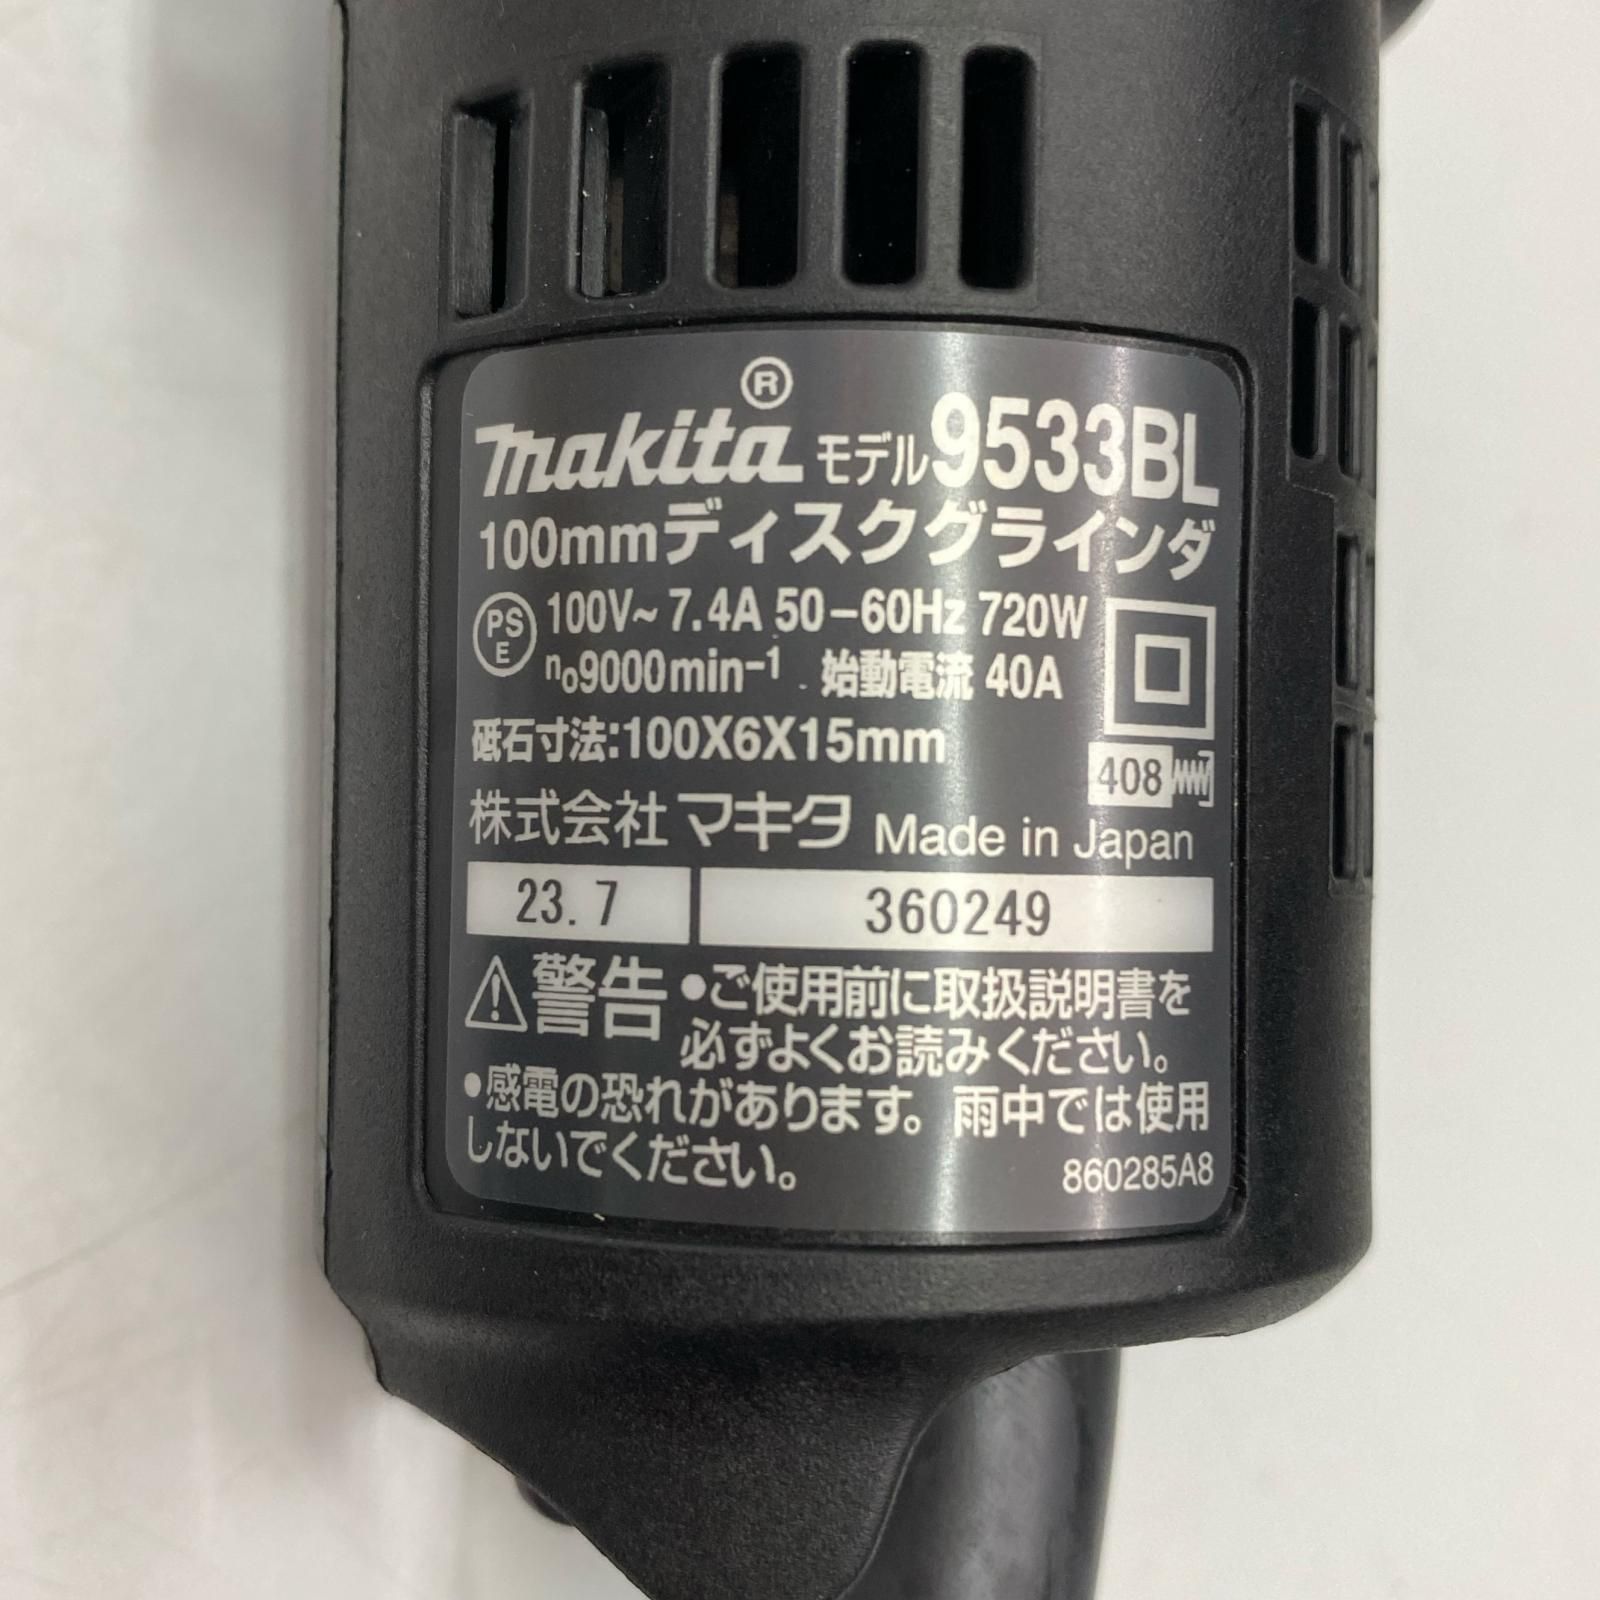 makita® モデル9533BL
100mmディスクグラインダ
PSE 100V~ 7.4A 50-60Hz 720W
n₀9000min⁻¹ 始動電流 40A
砥石寸法:100X6X15mm
408
株式会社マキタ Made in Japan
23.7 360249
警告 •ご使用前に取扱説明書を
必ずよくお読みください。
•感電の恐れがあります。雨中では使用
しないでください。
860285A8